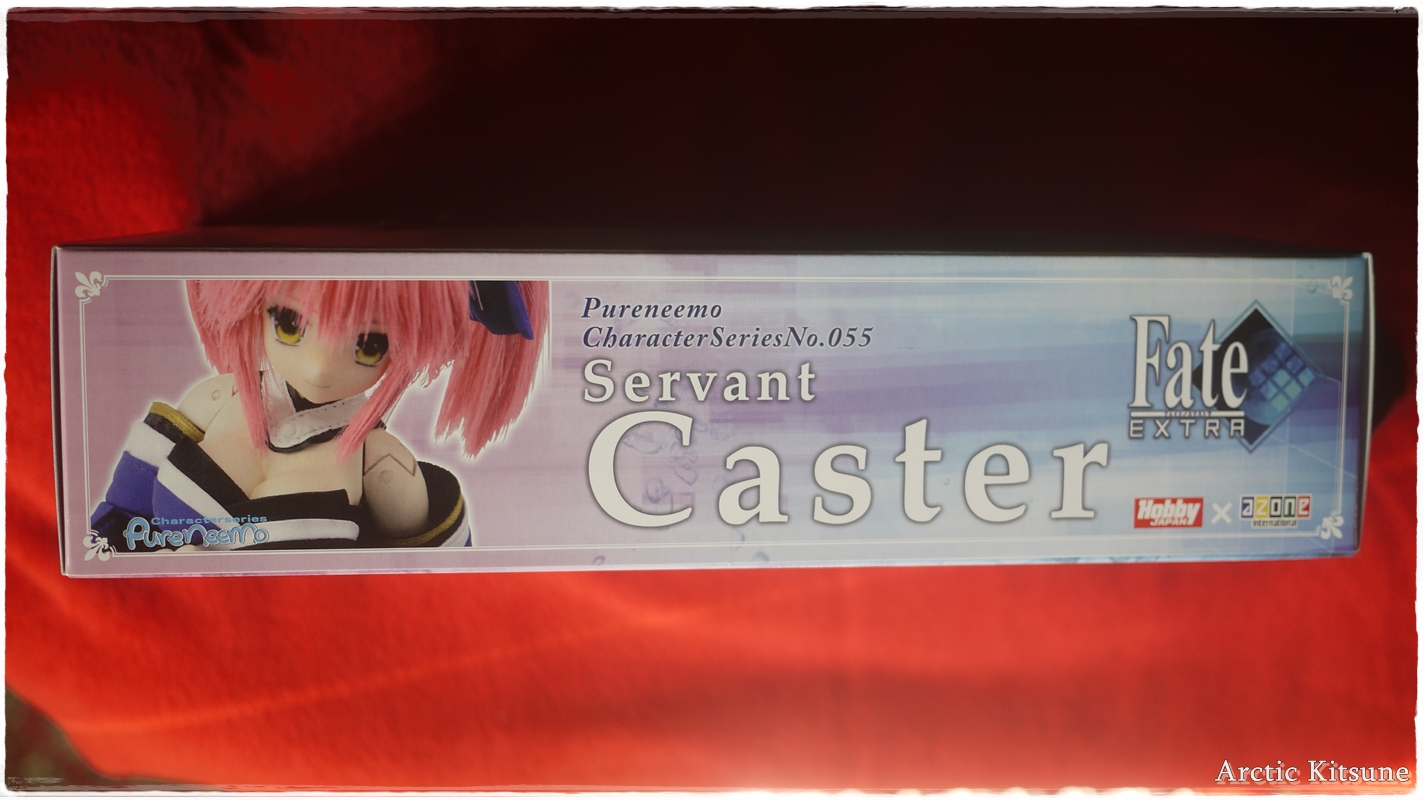 Pureneemo
CharacterSeriesNo.055
Servant
Caster
Fate
EXTRA
Characterseries
PureNeemo
Hobby
JAPAN
×
azone
international
Arctic Kitsune